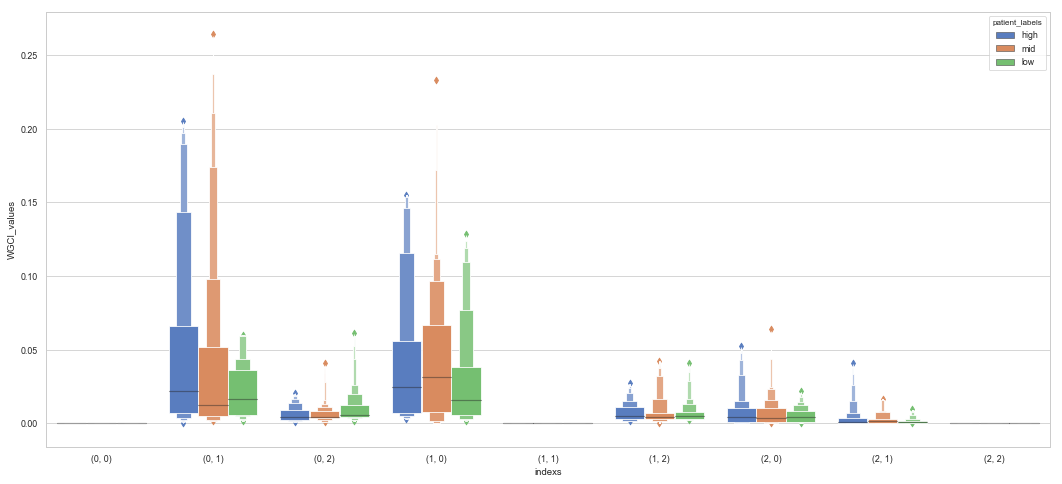 patient_labels
high
mid
low
0.25
0.20
0.15
0.10
0.05
0.00
WGCI_values
(0, 0) (0, 1) (0, 2) (1, 0) (1, 1) (1, 2) (2, 0) (2, 1) (2, 2)
indexs